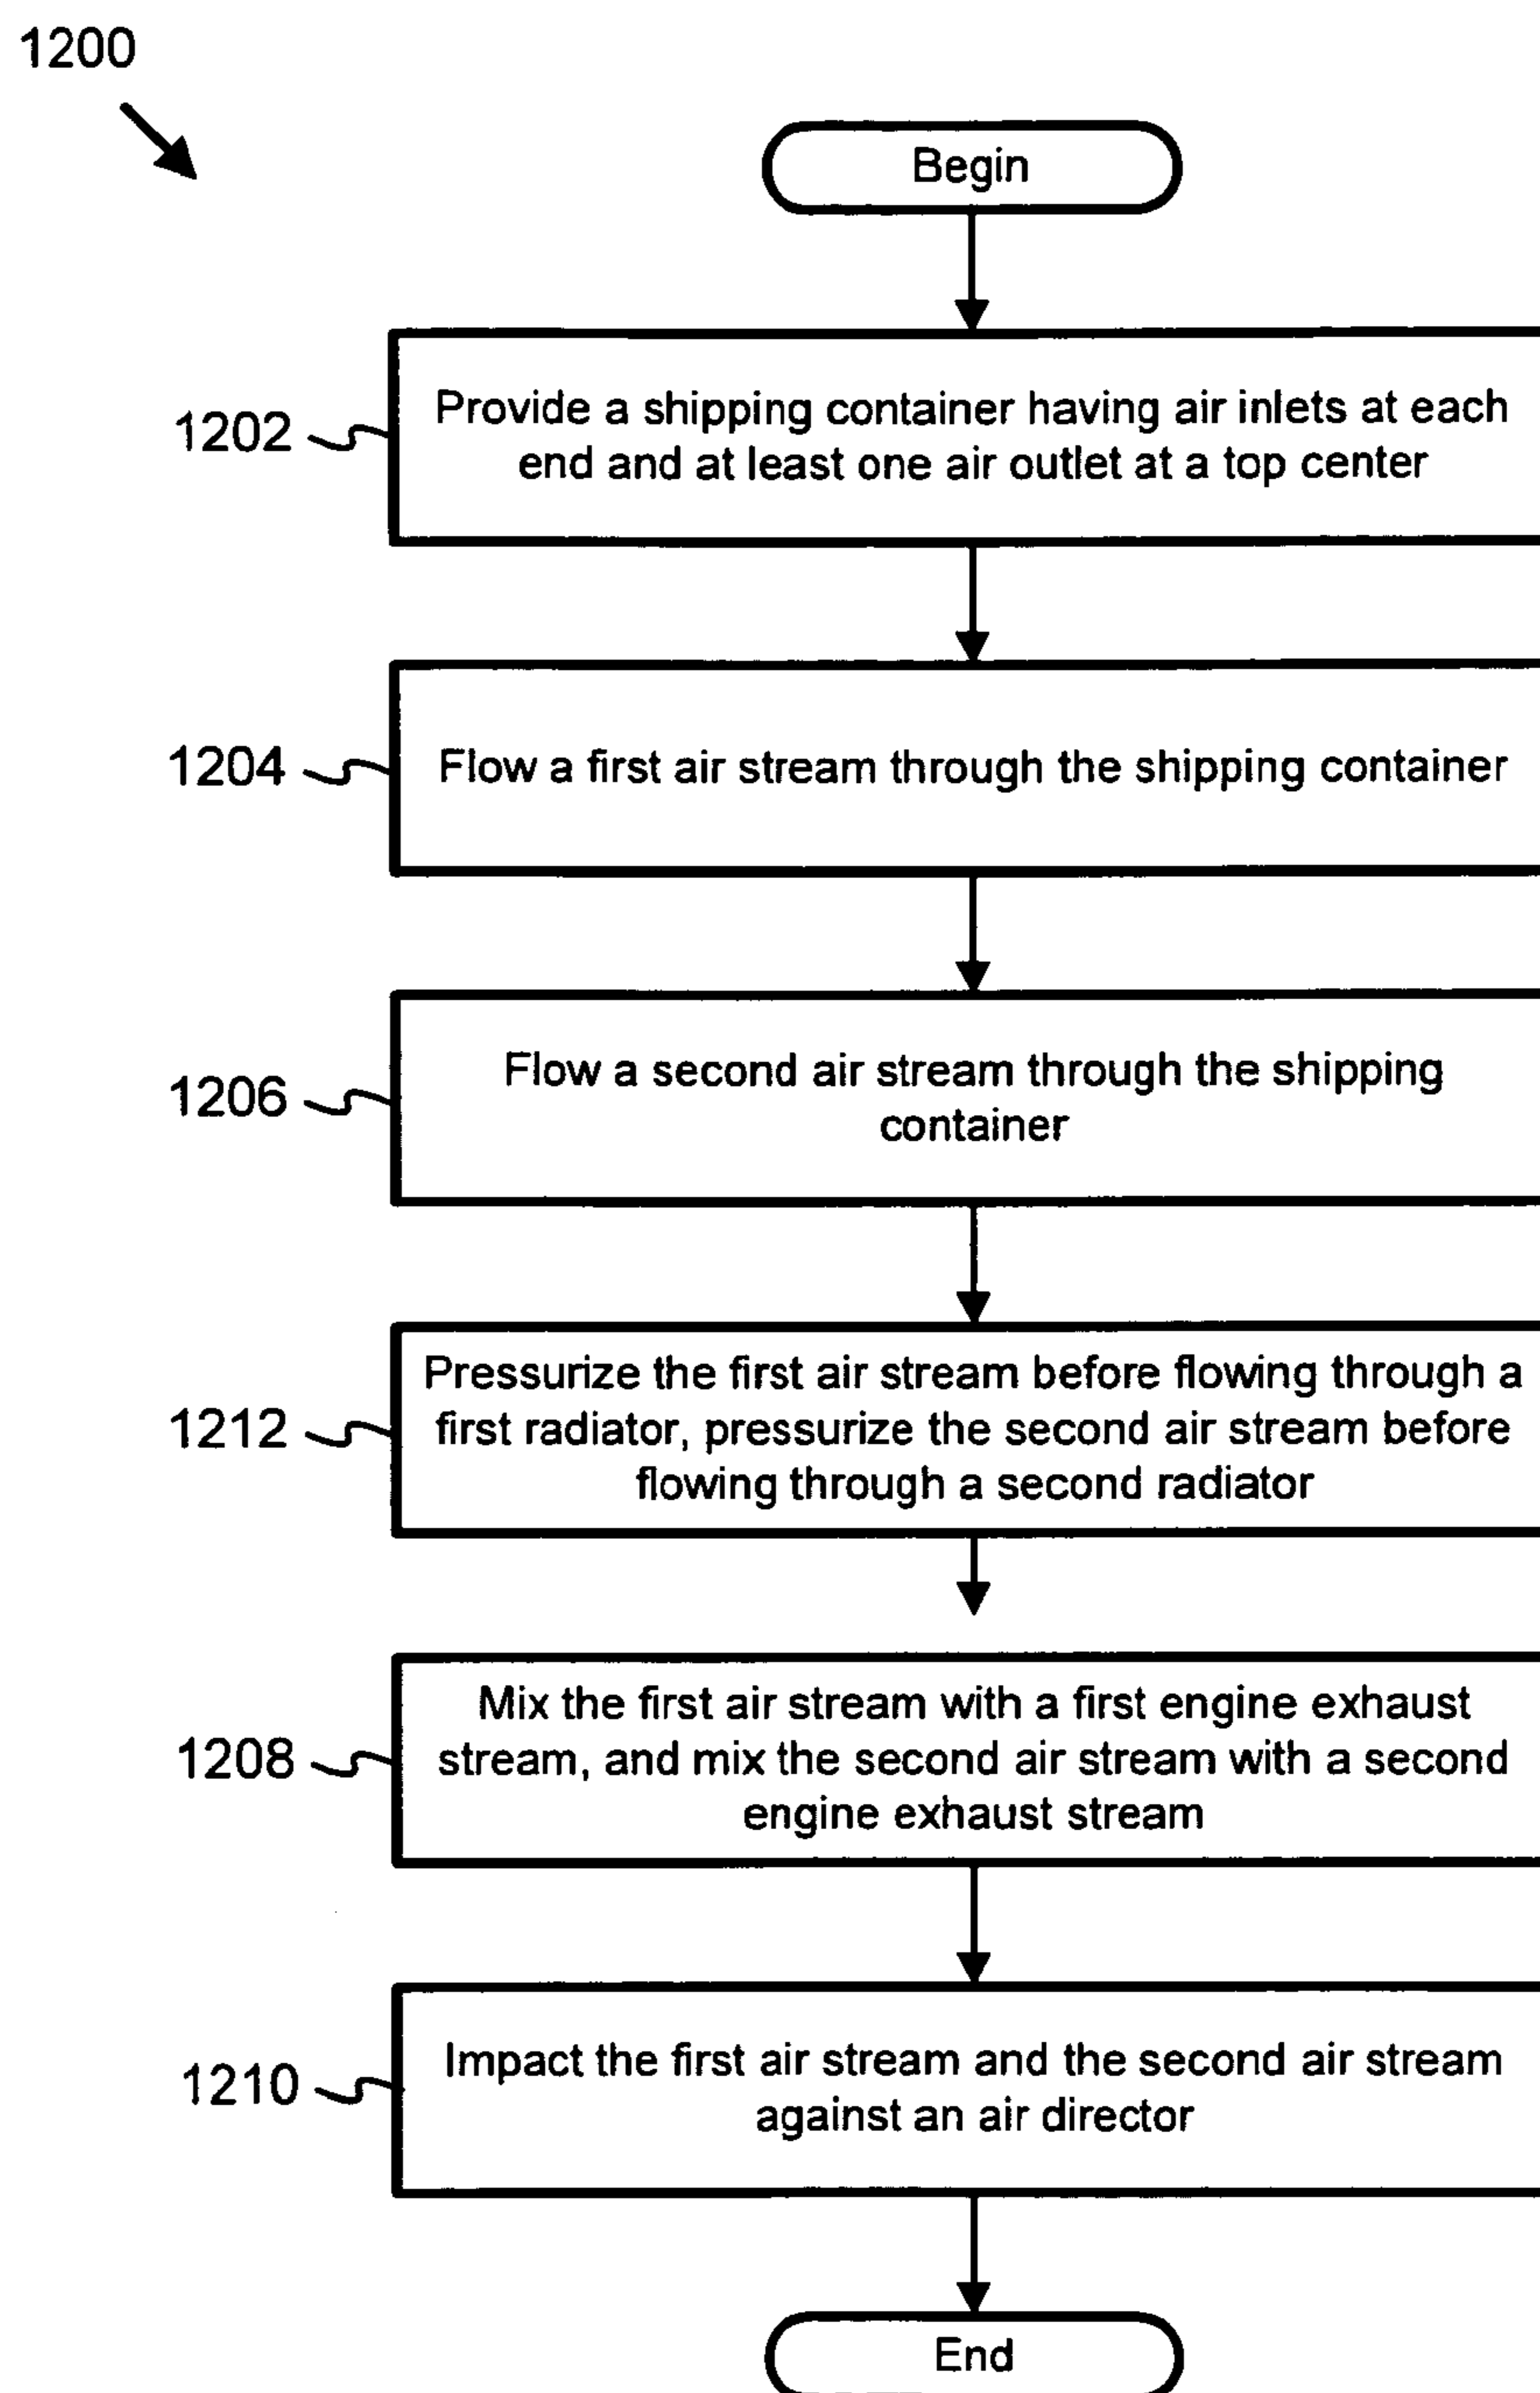 1200
Begin
1202
Provide a shipping container having air inlets at each
end and at least one air outlet at a top center
1204
Flow a first air stream through the shipping container
1206
Flow a second air stream through the shipping
container
1212
Pressurize the first air stream before flowing through a
first radiator, pressurize the second air stream before
flowing through a second radiator
1208
Mix the first air stream with a first engine exhaust
stream, and mix the second air stream with a second
engine exhaust stream
1210
Impact the first air stream and the second air stream
against an air director
End